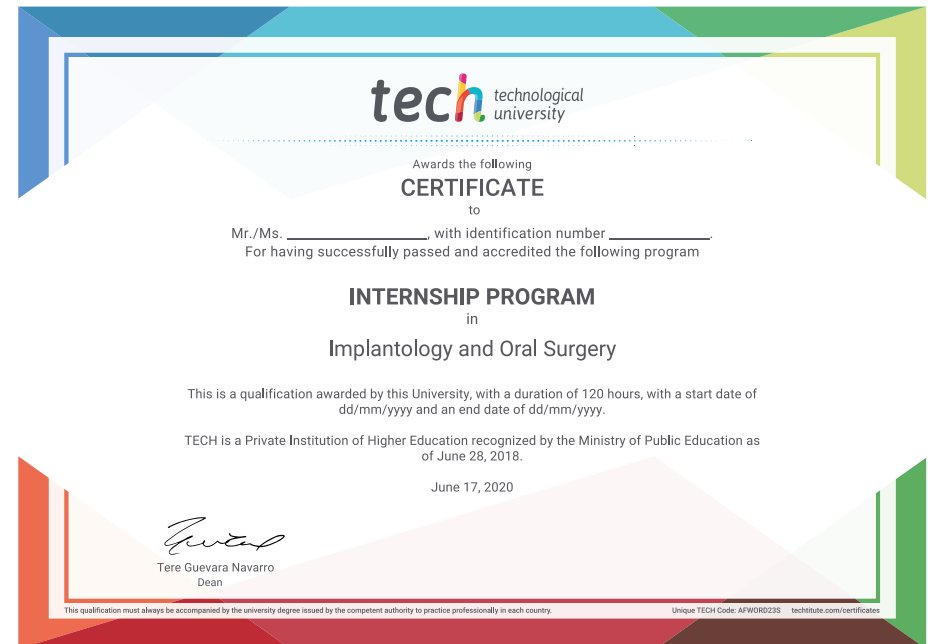 tech technological
university
Awards the following
CERTIFICATE
to
Mr./Ms. ____________________, with identification number ______________.
For having successfully passed and accredited the following program
INTERNSHIP PROGRAM
in
Implantology and Oral Surgery
This is a qualification awarded by this University, with a duration of 120 hours, with a start date of
dd/mm/yyyy and an end date of dd/mm/yyyy.
TECH is a Private Institution of Higher Education recognized by the Ministry of Public Education as
of June 28, 2018.
June 17, 2020
Tere Guevara Navarro
Dean
This qualification must always be accompanied by the university degree issued by the competent authority to practice professionally in each country. Unique TECH Code: AFWORD23S techtitute.com/certificates